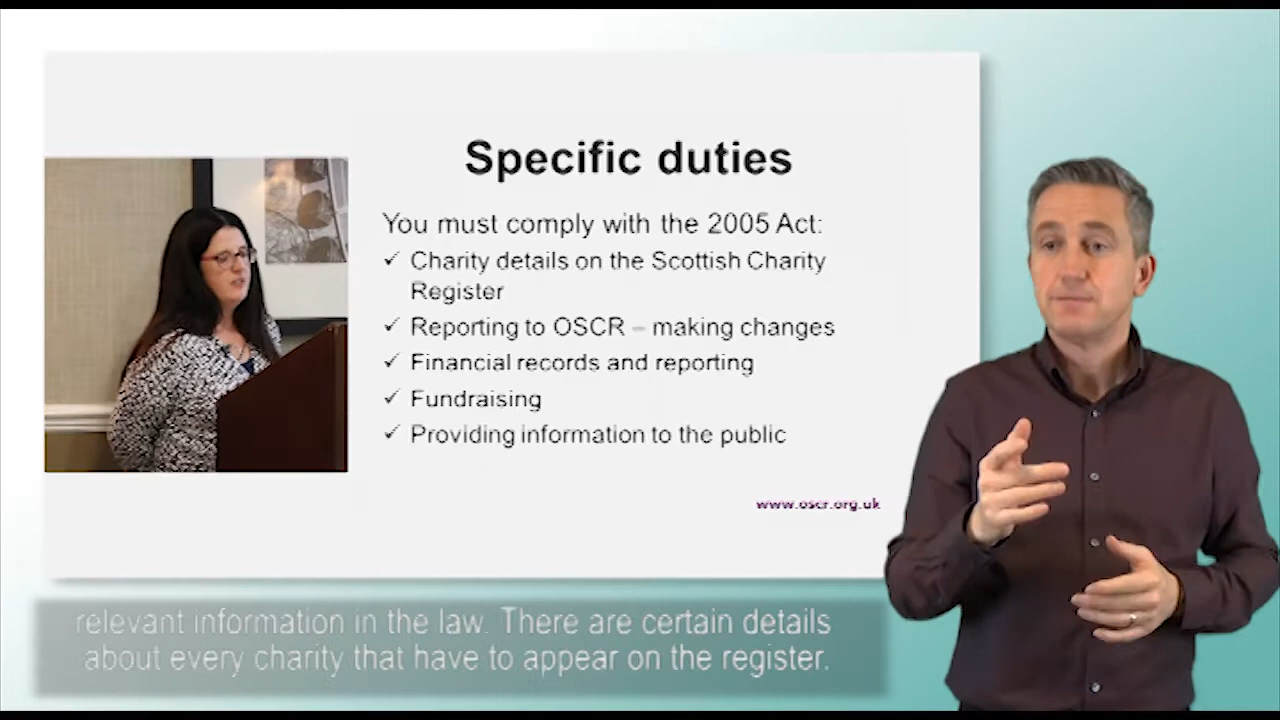 Specific duties
You must comply with the 2005 Act:
✓ Charity details on the Scottish Charity
Register
✓ Reporting to OSCR – making changes
✓ Financial records and reporting
✓ Fundraising
✓ Providing information to the public
www.oscr.org.uk
relevant information in the law. There are certain details
about every charity that have to appear on the register.